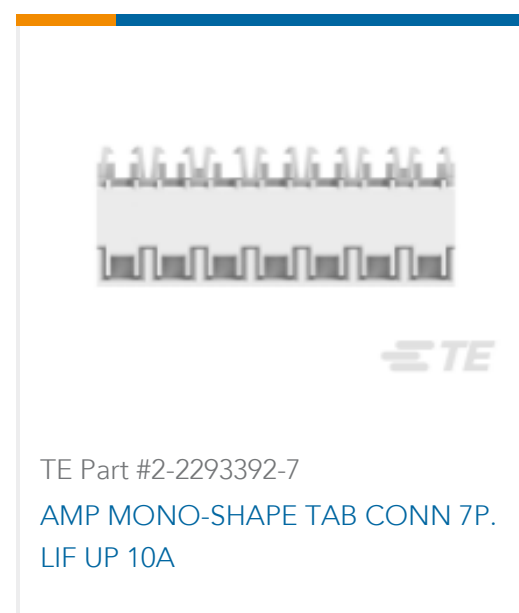 TE
TE Part #2-2293392-7
AMP MONO-SHAPE TAB CONN 7P.
LIF UP 10A